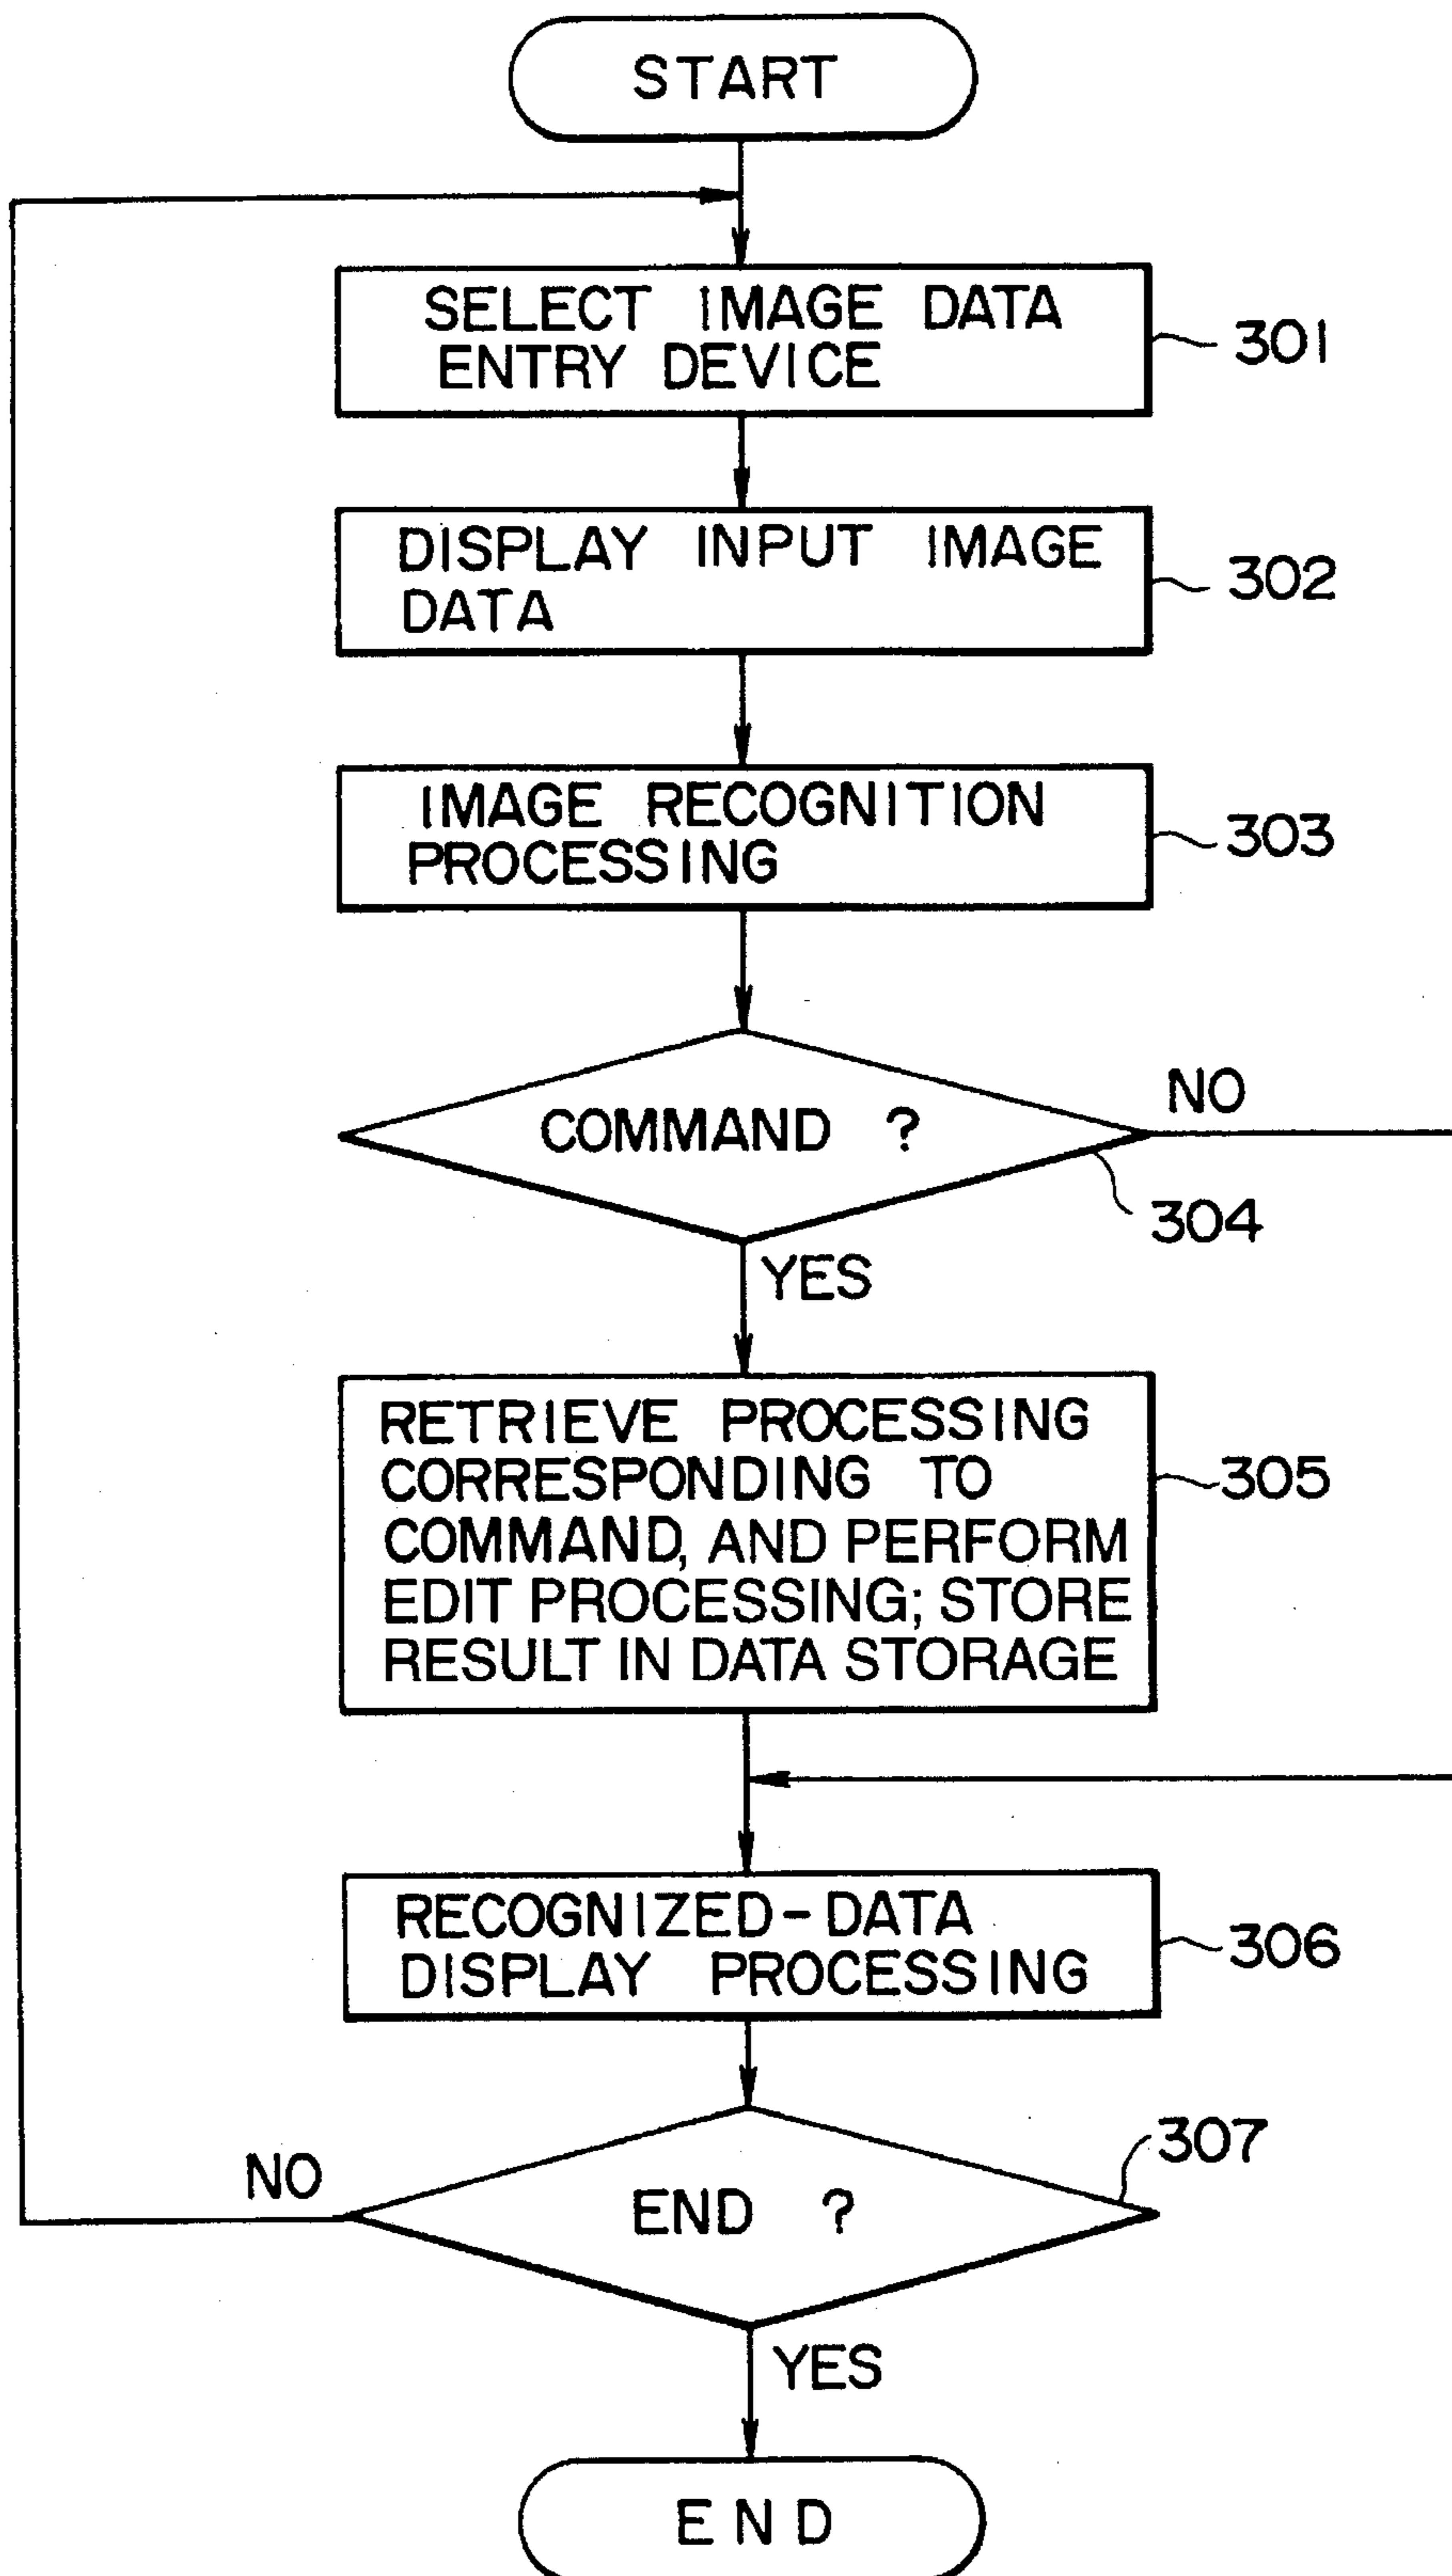 START
SELECT IMAGE DATA
ENTRY DEVICE
301
DISPLAY INPUT IMAGE
DATA
302
IMAGE RECOGNITION
PROCESSING
303
COMMAND ?
NO
304
YES
RETRIEVE PROCESSING
CORRESPONDING TO
COMMAND, AND PERFORM
EDIT PROCESSING; STORE
RESULT IN DATA STORAGE
305
RECOGNIZED-DATA
DISPLAY PROCESSING
306
307
NO
END ?
YES
END